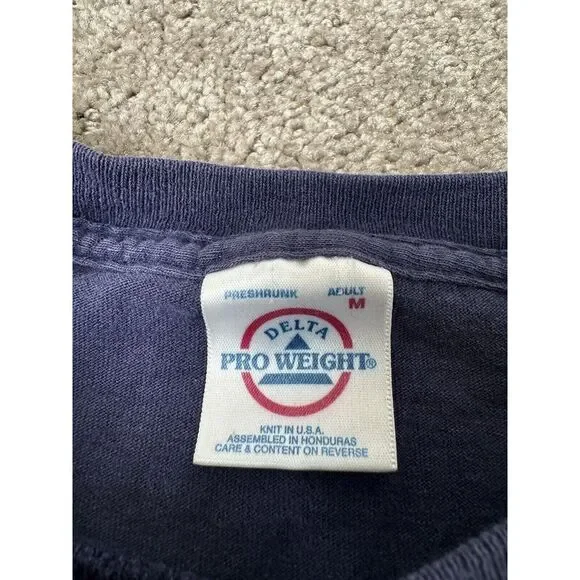 PRESHRUNK ADULT
M
DELTA
PRO WEIGHT®
KNIT IN U.S.A.
ASSEMBLED IN HONDURAS
CARE & CONTENT ON REVERSE